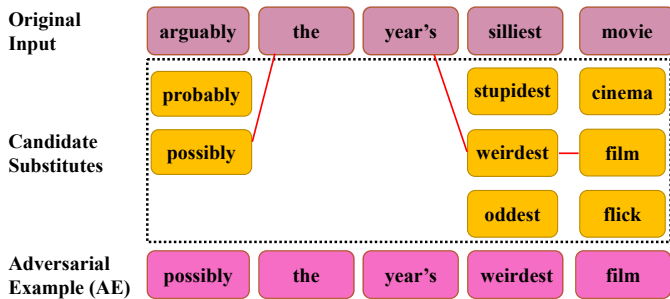 Original Input
arguably the year's silliest movie
probably stupidest cinema
Candidate Substitutes
possibly weirdest film
oddest flick
Adversarial Example (AE)
possibly the year's weirdest film